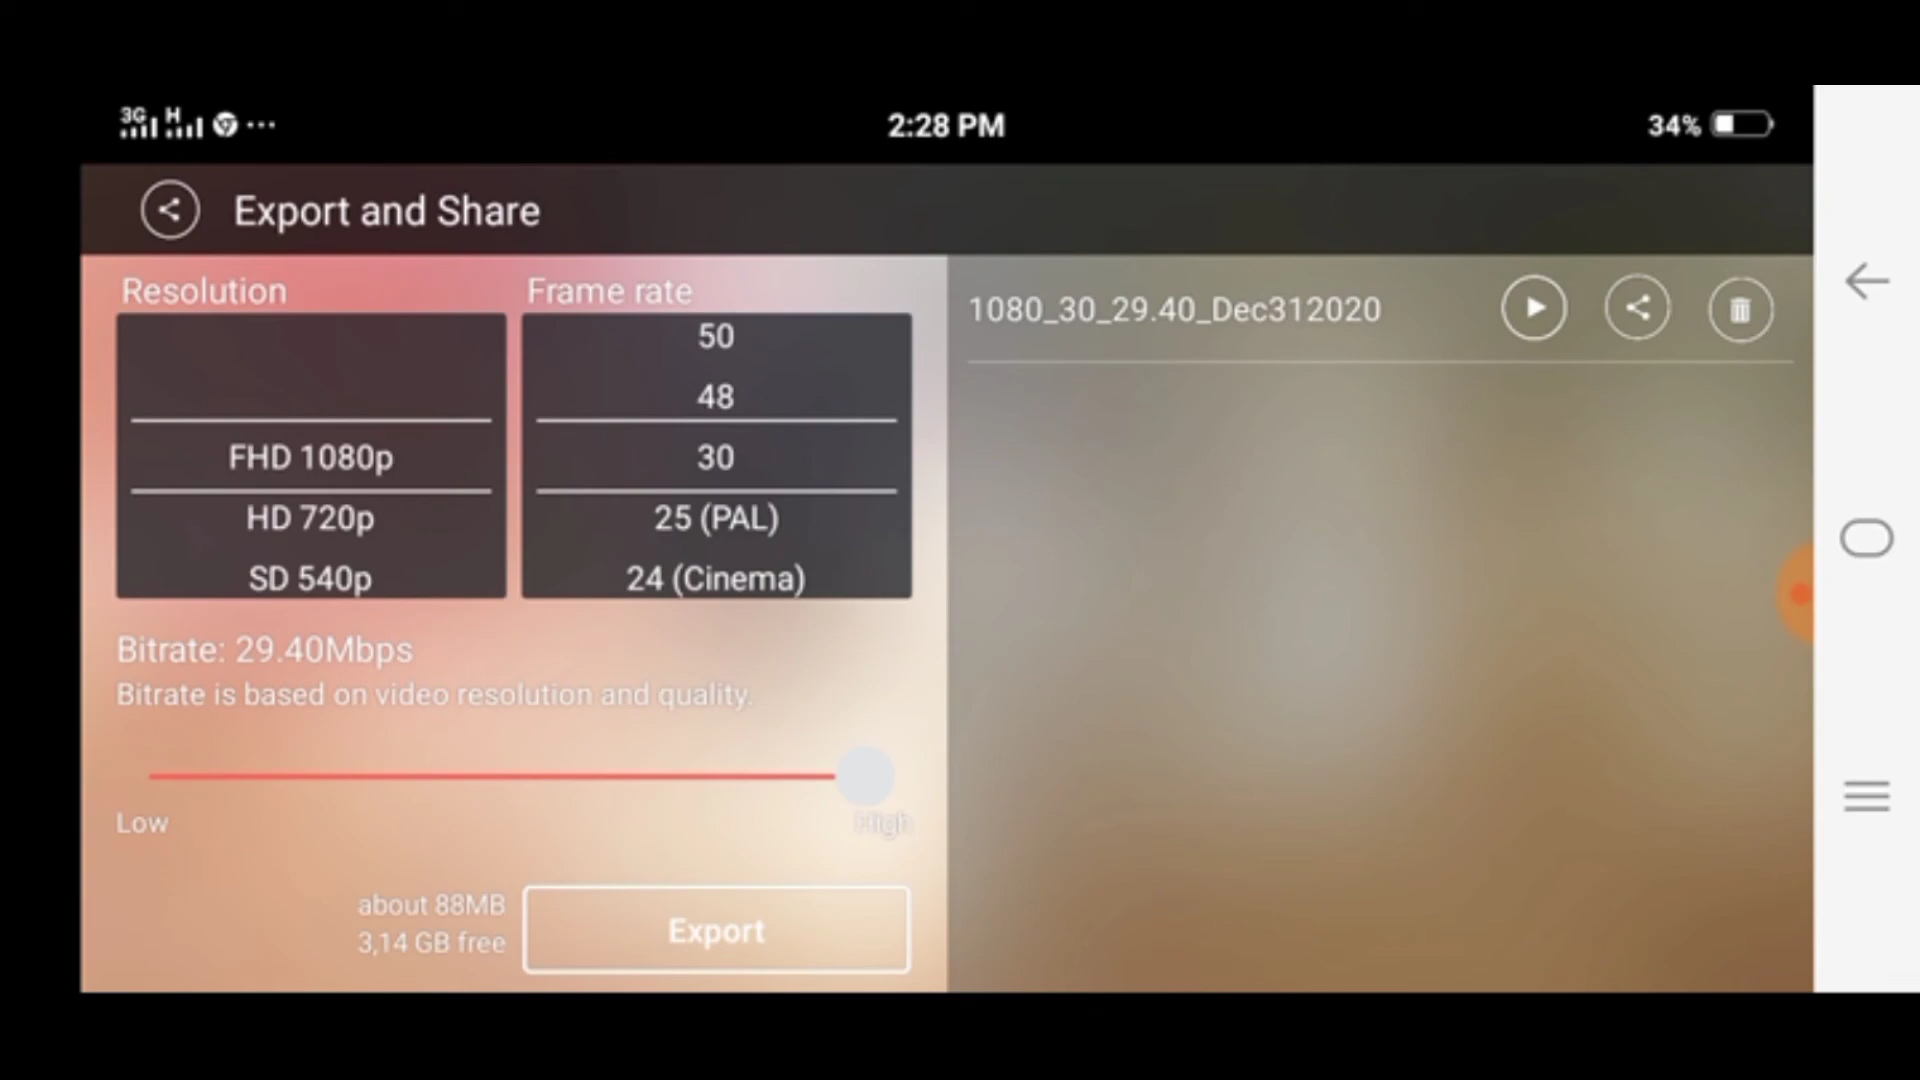 3G H ...
2:28 PM
34%
Export and Share
Resolution
FHD 1080p
HD 720p
SD 540p
Frame rate
50
48
30
25 (PAL)
24 (Cinema)
Bitrate: 29.40Mbps
Bitrate is based on video resolution and quality.
Low
High
about 88MB
3,14 GB free
Export
1080_30_29.40_Dec312020